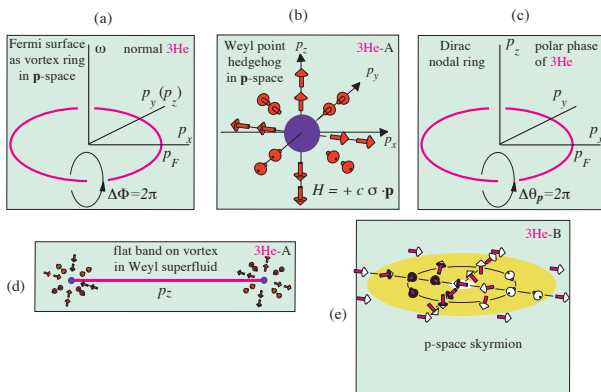 (a)
Fermi surface
as vortex ring
in p-space
ω
normal 3He
p_y (p_z)
p_x
p_F
ΔΦ=2π
(b)
Weyl point
hedgehog
in p-space
3He-A
p_z
p_y
p_x
H = + c σ · p
(c)
Dirac
nodal ring
p_z
polar phase
of 3He
p_y
p_x
p_F
Δθ_p=2π
(d)
flat band on vortex
in Weyl superfluid
3He-A
p_z
(e)
3He-B
p-space skyrmion